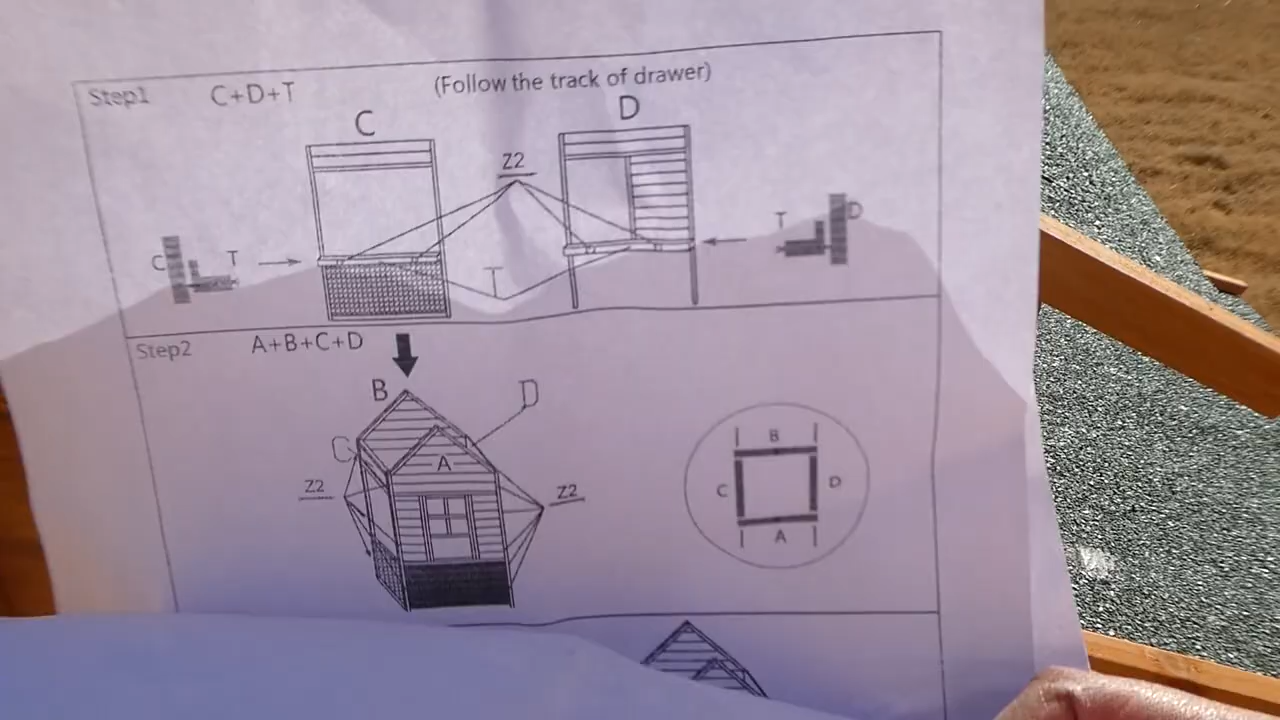 Step1 C+D+T (Follow the track of drawer)
C D
Z2
C T T D
T
Step2 A+B+C+D
B D
C A
Z2 Z2
B
C D
A